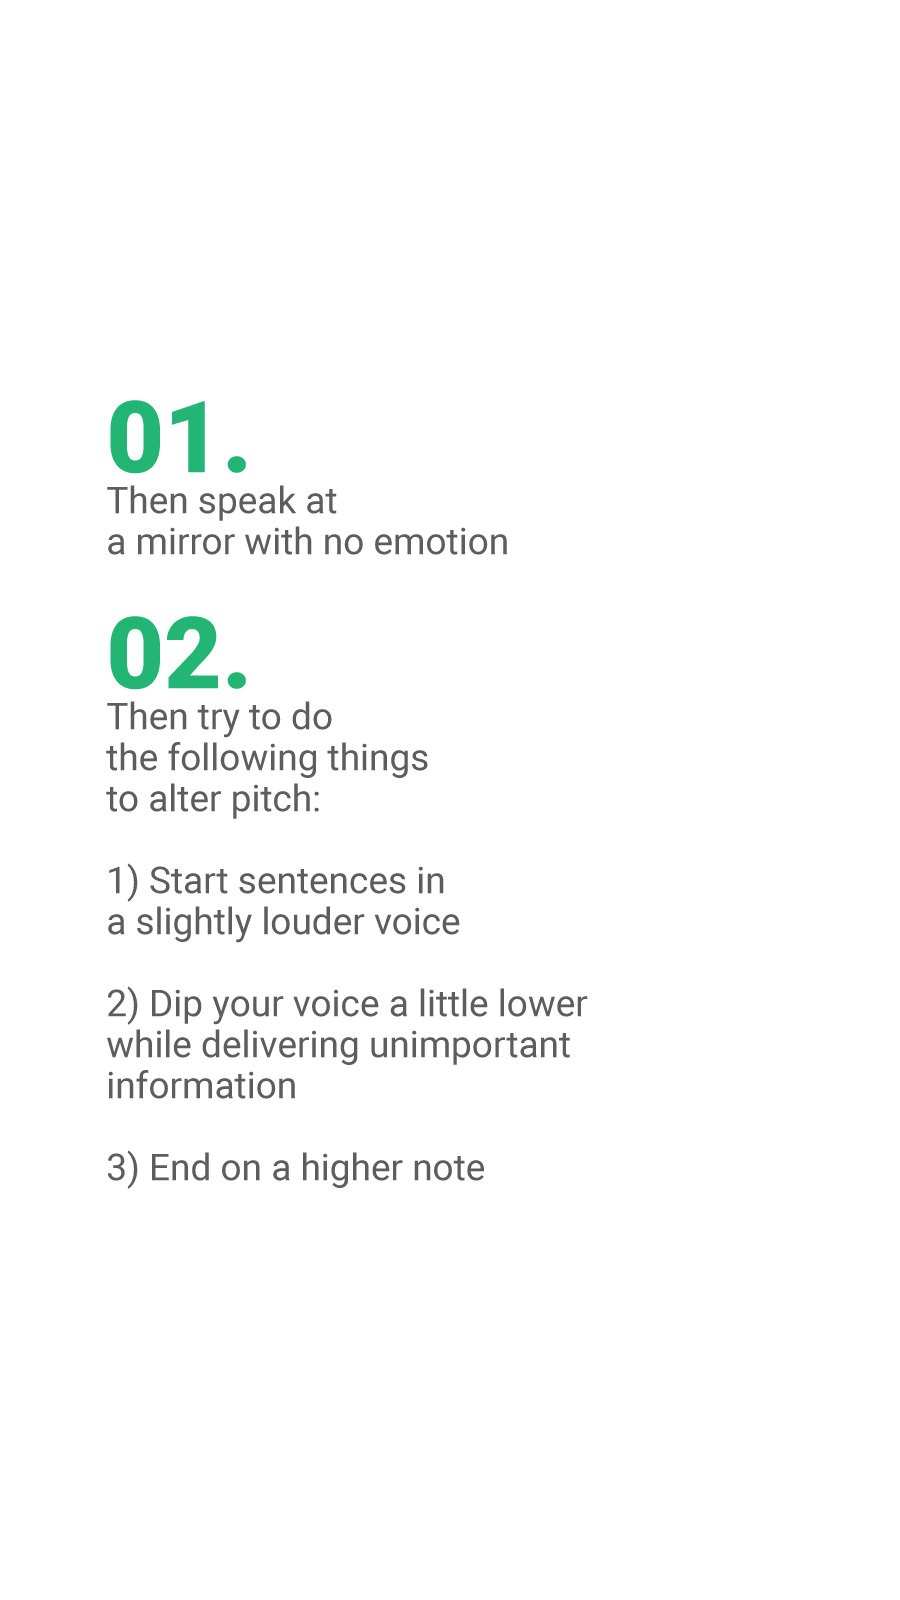 01.
Then speak at
a mirror with no emotion
02.
Then try to do
the following things
to alter pitch:
1) Start sentences in
a slightly louder voice
2) Dip your voice a little lower
while delivering unimportant
information
3) End on a higher note